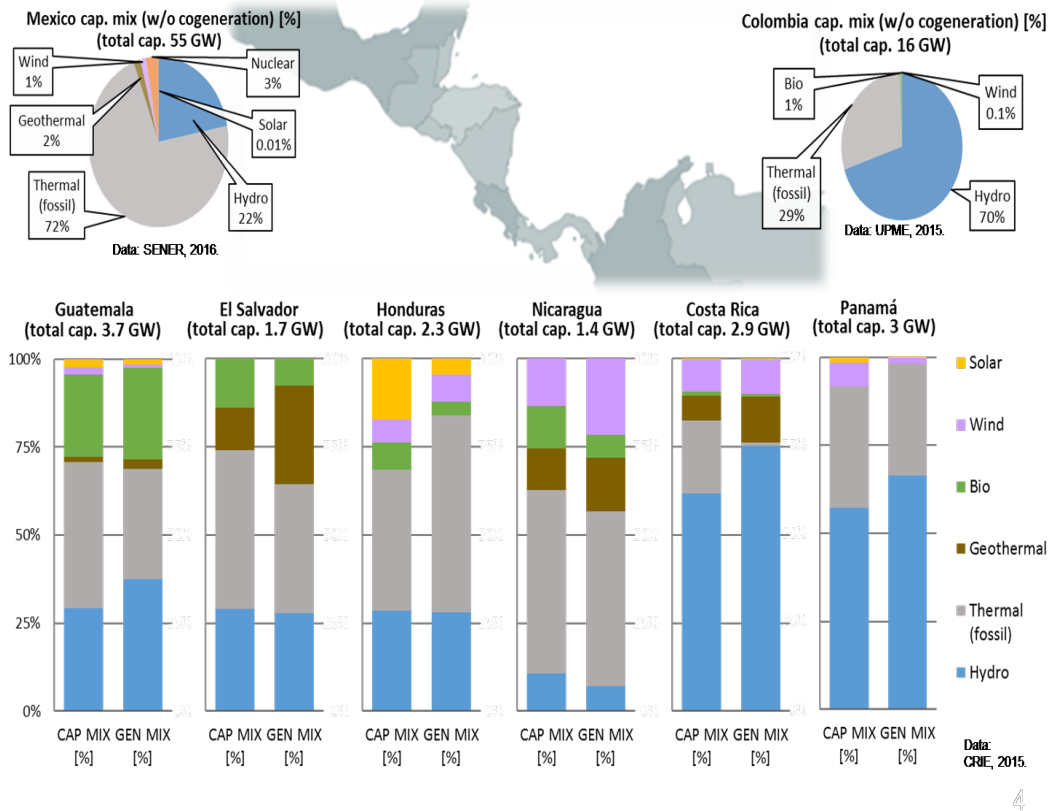 Mexico cap. mix (w/o cogeneration) [%]
(total cap. 55 GW)
Wind
1%
Nuclear
3%
Geothermal
2%
Solar
0.01%
Thermal
(fossil)
72%
Hydro
22%
Data: SENER, 2016.
Colombia cap. mix (w/o cogeneration) [%]
(total cap. 16 GW)
Bio
1%
Wind
0.1%
Thermal
(fossil)
29%
Hydro
70%
Data: UPME, 2015.
Guatemala
(total cap. 3.7 GW)
El Salvador
(total cap. 1.7 GW)
Honduras
(total cap. 2.3 GW)
Nicaragua
(total cap. 1.4 GW)
Costa Rica
(total cap. 2.9 GW)
Panamá
(total cap. 3 GW)
100%
75%
50%
25%
0%
CAP MIX GEN MIX
[%] [%]
CAP MIX GEN MIX
[%] [%]
CAP MIX GEN MIX
[%] [%]
CAP MIX GEN MIX
[%] [%]
CAP MIX GEN MIX
[%] [%]
CAP MIX GEN MIX
[%] [%]
Solar
Wind
Bio
Geothermal
Thermal
(fossil)
Hydro
Data:
CRIE, 2015.
4